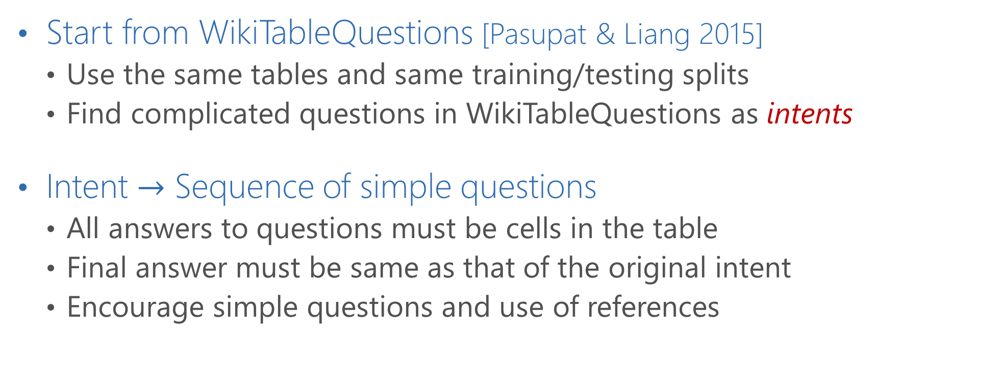 • Start from WikiTableQuestions [Pasupat & Liang 2015]
• Use the same tables and same training/testing splits
• Find complicated questions in WikiTableQuestions as intents
• Intent → Sequence of simple questions
• All answers to questions must be cells in the table
• Final answer must be same as that of the original intent
• Encourage simple questions and use of references